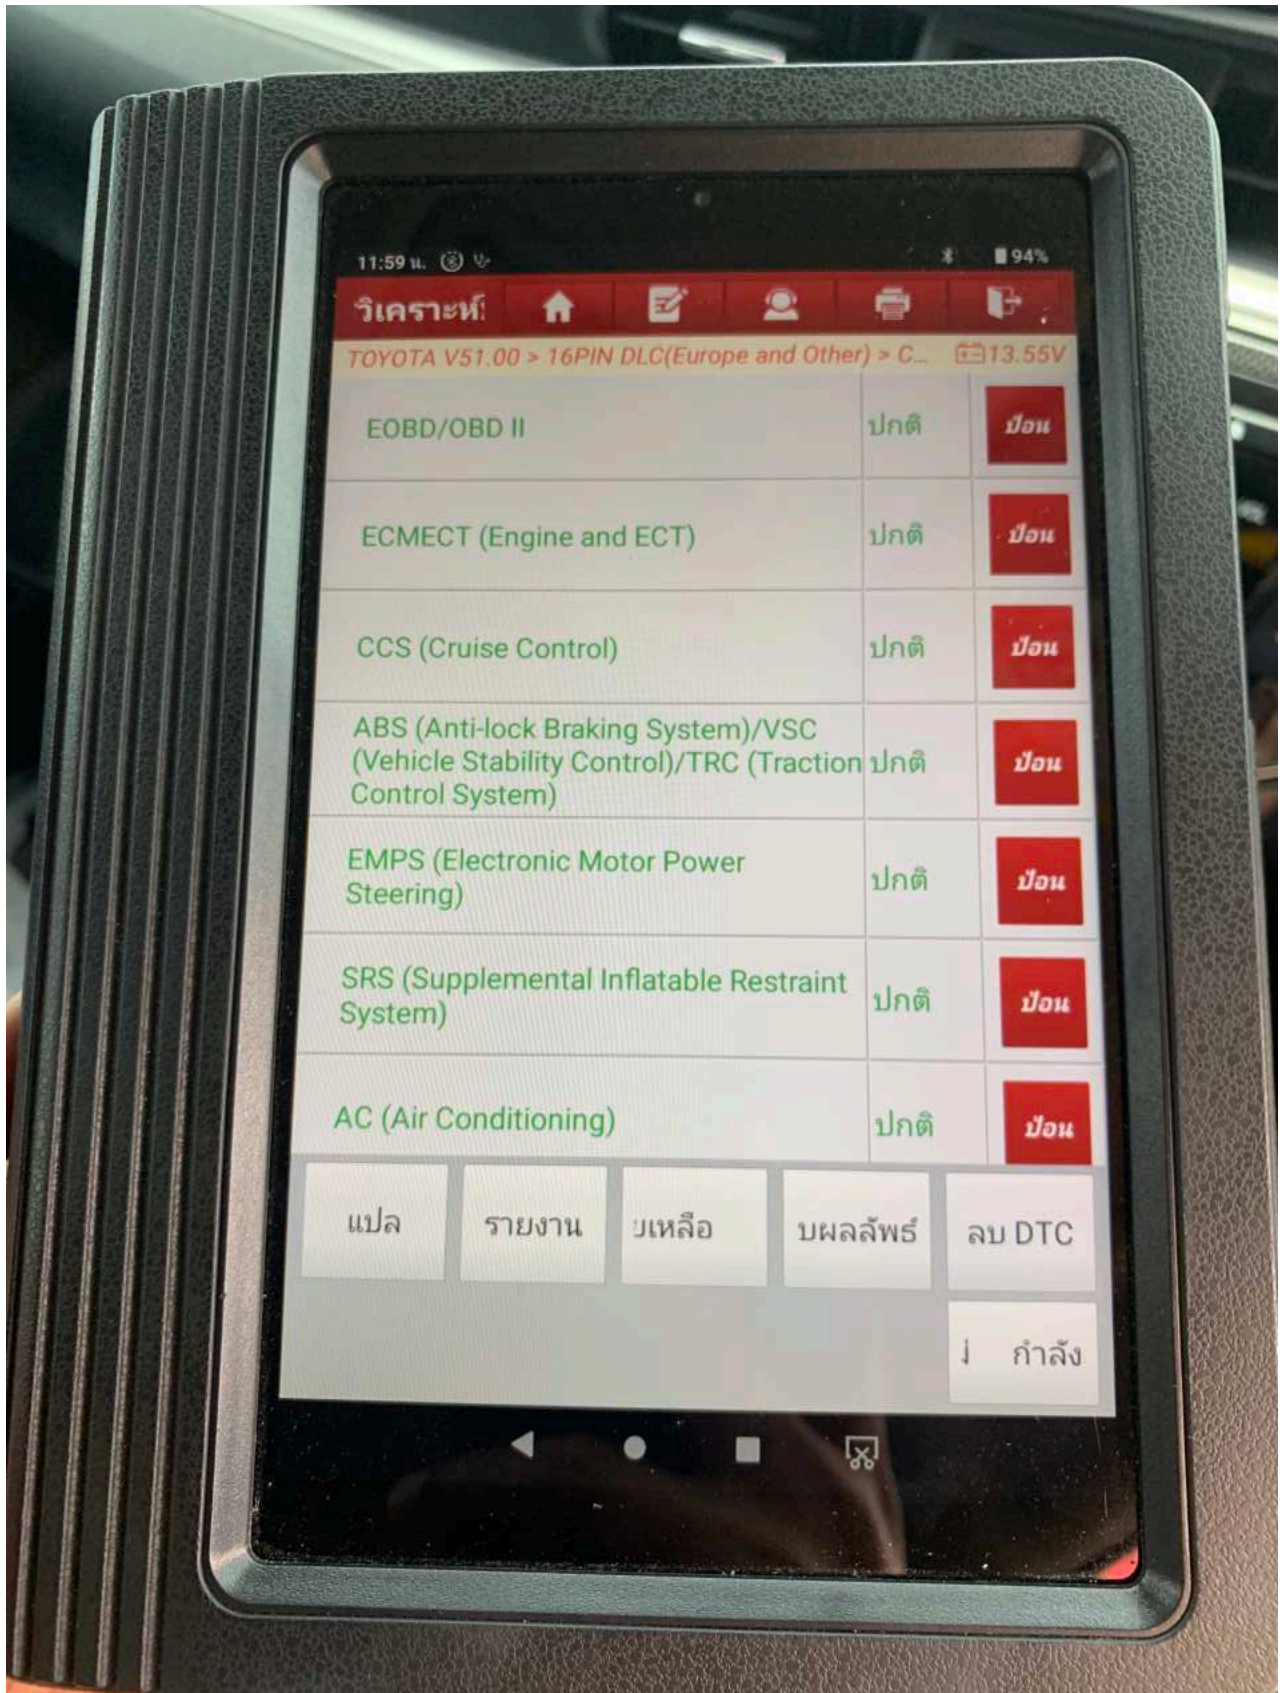 11:59 น. 94%
วิเคราะห์
TOYOTA V51.00 > 16PIN DLC(Europe and Other) > C... 13.55V
EOBD/OBD II ปกติ ป้อน
ECMECT (Engine and ECT) ปกติ ป้อน
CCS (Cruise Control) ปกติ ป้อน
ABS (Anti-lock Braking System)/VSC
(Vehicle Stability Control)/TRC (Traction ปกติ ป้อน
Control System)
EMPS (Electronic Motor Power
Steering) ปกติ ป้อน
SRS (Supplemental Inflatable Restraint
System) ปกติ ป้อน
AC (Air Conditioning) ปกติ ป้อน
แปล รายงาน ยเหลือ บผลลัพธ์ ลบ DTC
กำลัง